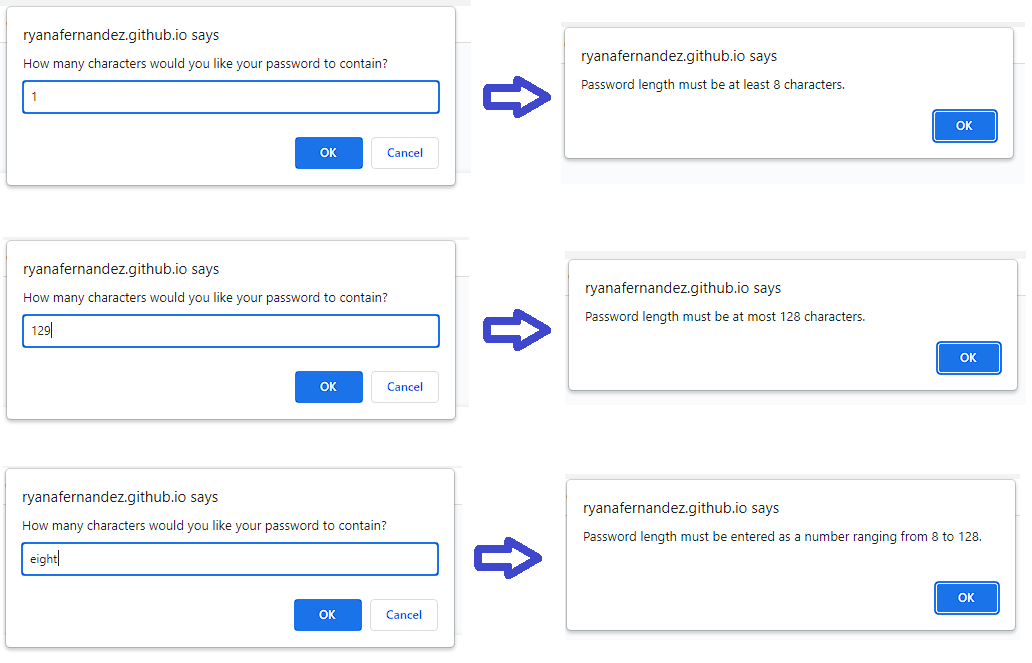 ryanafernandez.github.io says
How many characters would you like your password to contain?
1
OK Cancel
ryanafernandez.github.io says
Password length must be at least 8 characters.
OK
ryanafernandez.github.io says
How many characters would you like your password to contain?
129
OK Cancel
ryanafernandez.github.io says
Password length must be at most 128 characters.
OK
ryanafernandez.github.io says
How many characters would you like your password to contain?
eight
OK Cancel
ryanafernandez.github.io says
Password length must be entered as a number ranging from 8 to 128.
OK